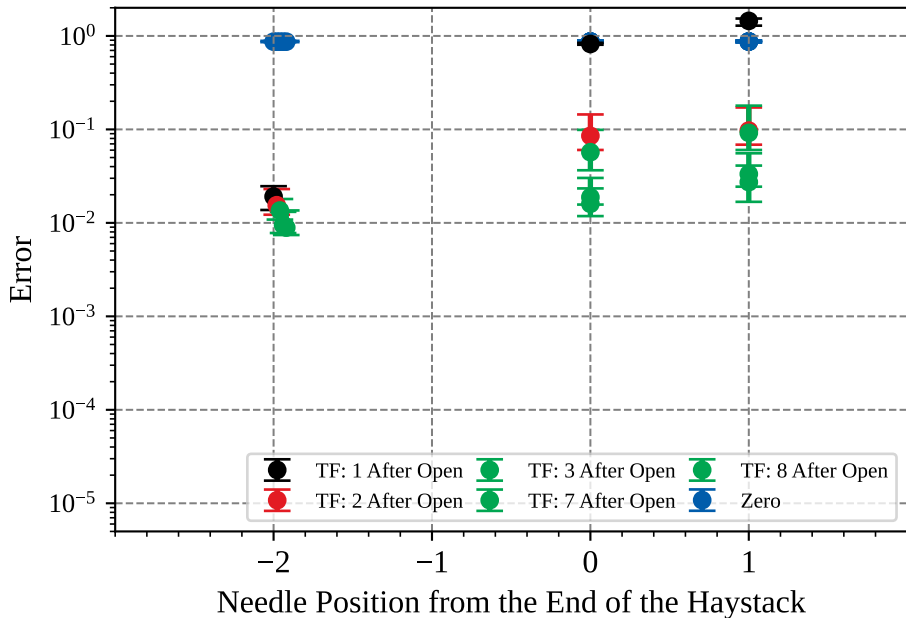 10^0
10^−1
10^−2
10^−3
10^−4
10^−5
Error
TF: 1 After Open
TF: 2 After Open
TF: 3 After Open
TF: 7 After Open
TF: 8 After Open
Zero
−2
−1
0
1
Needle Position from the End of the Haystack